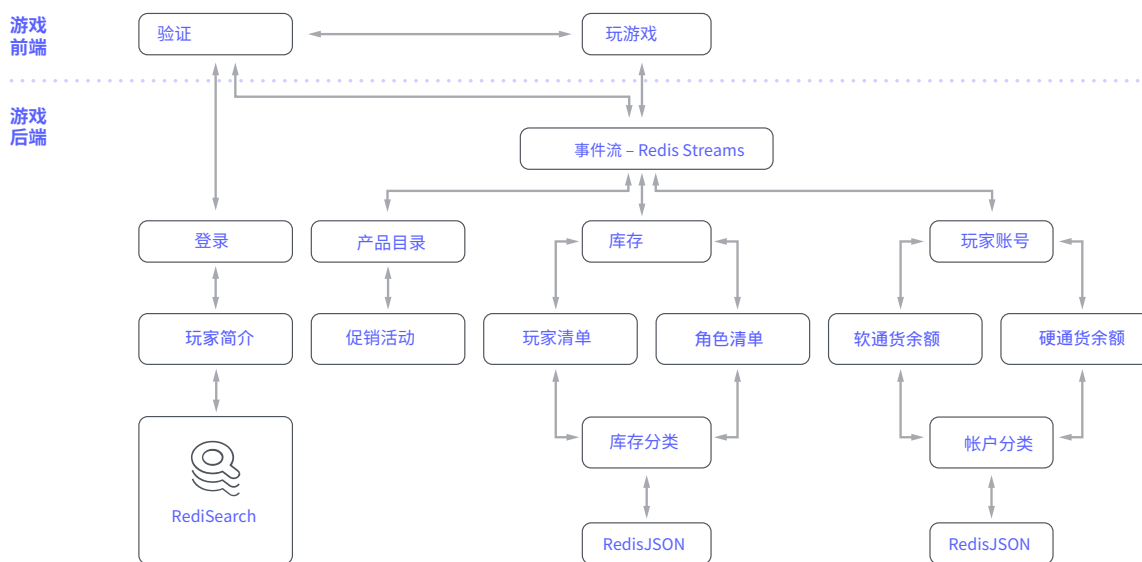 游戏
前端
验证
玩游戏
游戏
后端
事件流 – Redis Streams
登录
产品目录
库存
玩家账号
玩家简介
促销活动
玩家清单
角色清单
软通货余额
硬通货余额
库存分类
帐户分类
RediSearch
RedisJSON
RedisJSON